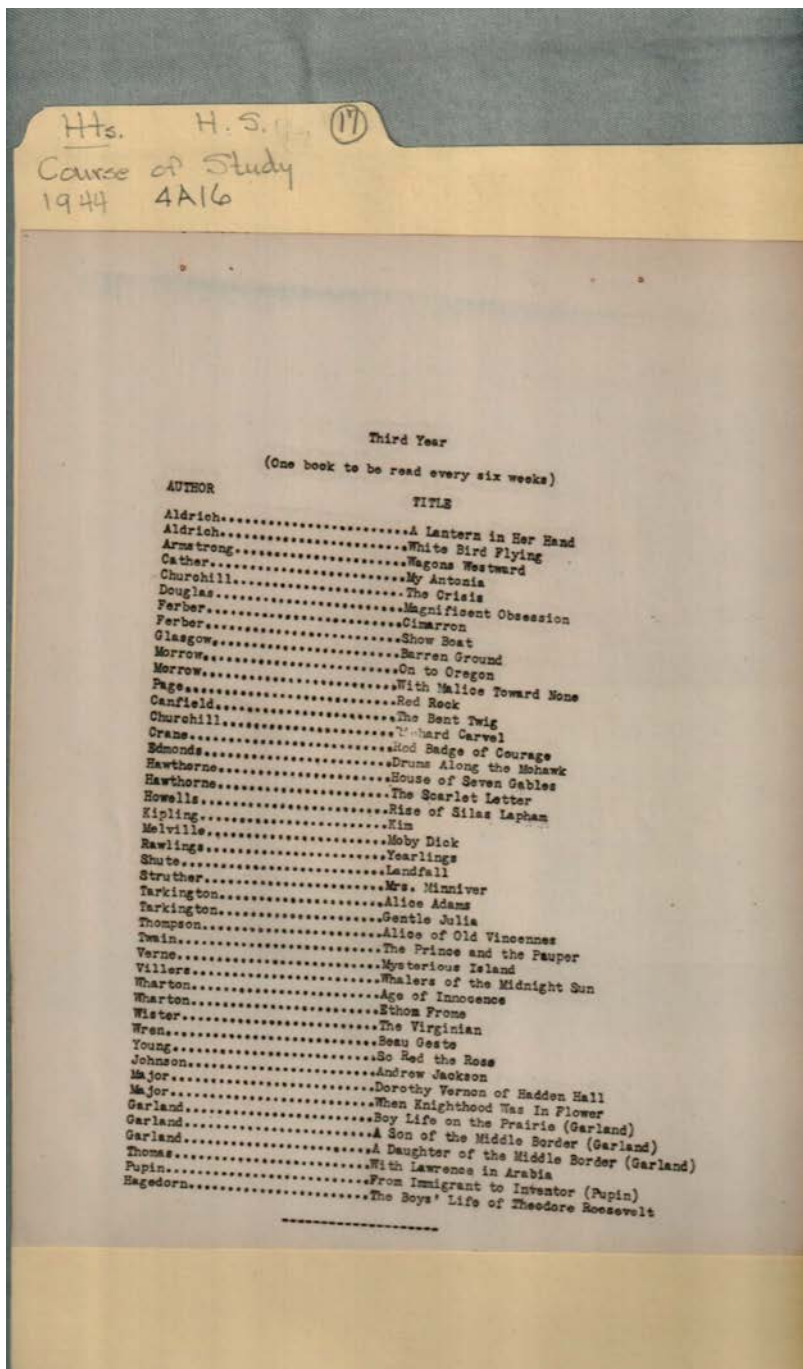 Hts. H.S. 17
Course of Study
1944 4A16
Third Year
(One book to be read every six weeks)
AUTHOR TITLE
Aldrich........................A Lantern in Her Hand
Aldrich........................White Bird Flying
Armstrong......................Wagons Westward
Cather.........................My Antonia
Churchill......................The Crisis
Douglas........................Magnificent Obsession
Ferber.........................Cimarron
Ferber.........................Show Boat
Glasgow........................Barren Ground
Morrow.........................On to Oregon
Morrow.........................With Malice Toward None
Page...........................Red Rock
Canfield.......................The Bent Twig
Churchill......................Carvel
Crane..........................Red Badge of Courage
Edmonds........................Drums Along the Mohawk
Hawthorne......................House of Seven Gables
Hawthorne......................The Scarlet Letter
Howells........................Rise of Silas Lapham
Kipling........................Kim
Melville.......................Moby Dick
Rawlings.......................Yearlings
Shute..........................Landfall
Struther.......................Mrs. Minniver
Tarkington.....................Alice Adams
Tarkington.....................Gentle Julia
Thompson.......................Alice of Old Vincennes
Twain..........................The Prince and the Pauper
Verne..........................Mysterious Island
Villers........................Whalers of the Midnight Sun
Wharton........................Age of Innocence
Wharton........................Ethom Frome
Wister.........................The Virginian
Wren...........................Beau Geste
Young..........................So Red the Rose
Johnson........................Andrew Jackson
Major..........................Dorothy Vernon of Hadden Hall
Major..........................When Knighthood Was In Flower
Garland........................Boy Life on the Prairie (Garland)
Garland........................A Son of the Middle Border (Garland)
Garland........................A Daughter of the Middle Border (Garland)
Thomas.........................With Lawrence in Arabia
Pupin..........................From Immigrant to Inventor (Pupin)
Hagedorn.......................The Boys' Life of Theodore Roosevelt